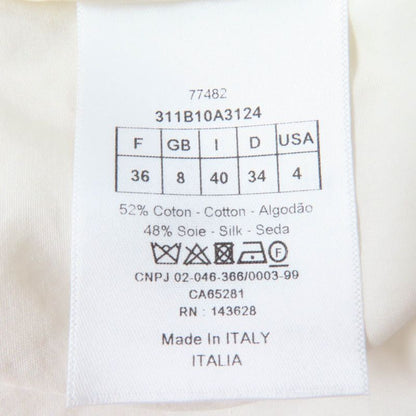 77482
311B10A3124
F GB I D USA
36 8 40 34 4
52% Coton - Cotton - Algodão
48% Soie - Silk - Seda
F
CNPJ 02-046-366/0003-99
CA65281
RN : 143628
Made In ITALY
ITALIA